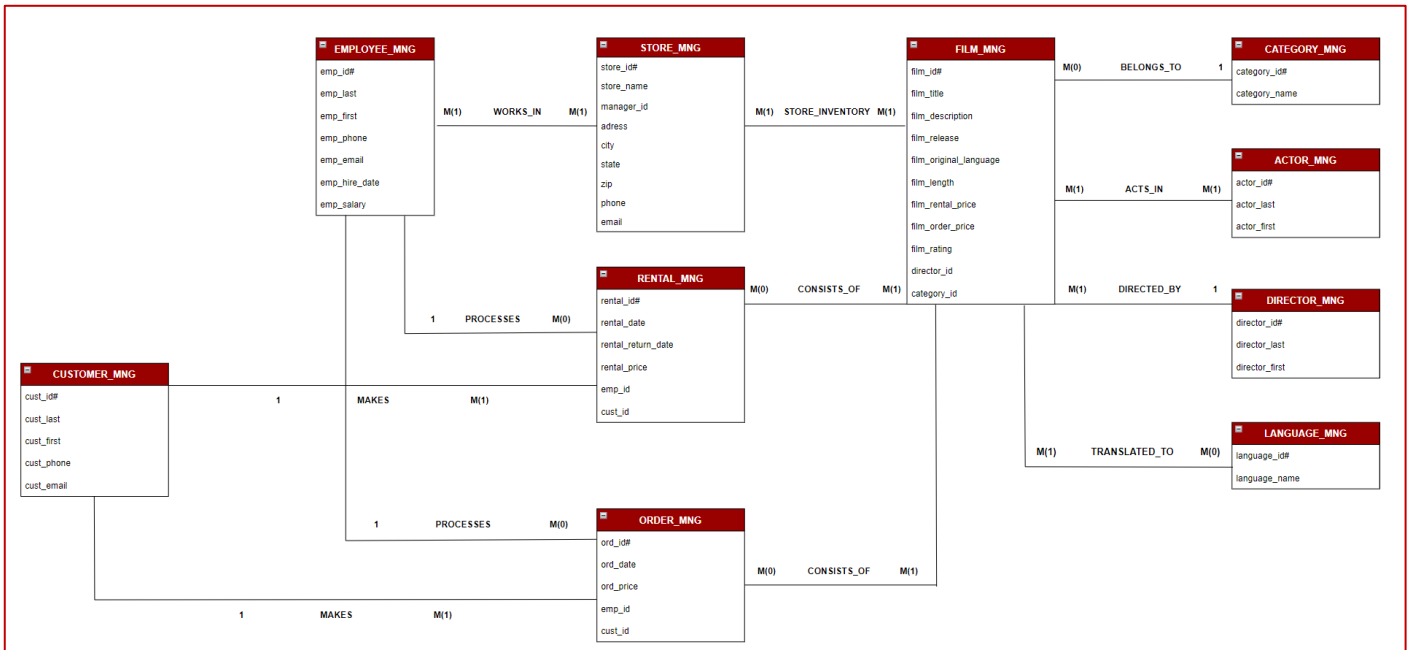 EMPLOYEE_MNG
emp_id#
emp_last
emp_first
emp_phone
emp_email
emp_hire_date
emp_salary
M(1) WORKS_IN M(1)
STORE_MNG
store_id#
store_name
manager_id
adress
city
state
zip
phone
email
M(1) STORE_INVENTORY M(1)
FILM_MNG
film_id#
film_title
film_description
film_release
film_original_language
film_length
film_rental_price
film_order_price
film_rating
director_id
category_id
M(0) BELONGS_TO 1
CATEGORY_MNG
category_id#
category_name
M(1) ACTS_IN M(1)
ACTOR_MNG
actor_id#
actor_last
actor_first
M(1) DIRECTED_BY 1
DIRECTOR_MNG
director_id#
director_last
director_first
M(1) TRANSLATED_TO M(0)
LANGUAGE_MNG
language_id#
language_name
1 PROCESSES M(0)
RENTAL_MNG
rental_id#
rental_date
rental_return_date
rental_price
emp_id
cust_id
M(0) CONSISTS_OF M(1)
CUSTOMER_MNG
cust_id#
cust_last
cust_first
cust_phone
cust_email
1 MAKES M(1)
1 PROCESSES M(0)
ORDER_MNG
ord_id#
ord_date
ord_price
emp_id
cust_id
M(0) CONSISTS_OF M(1)
1 MAKES M(1)